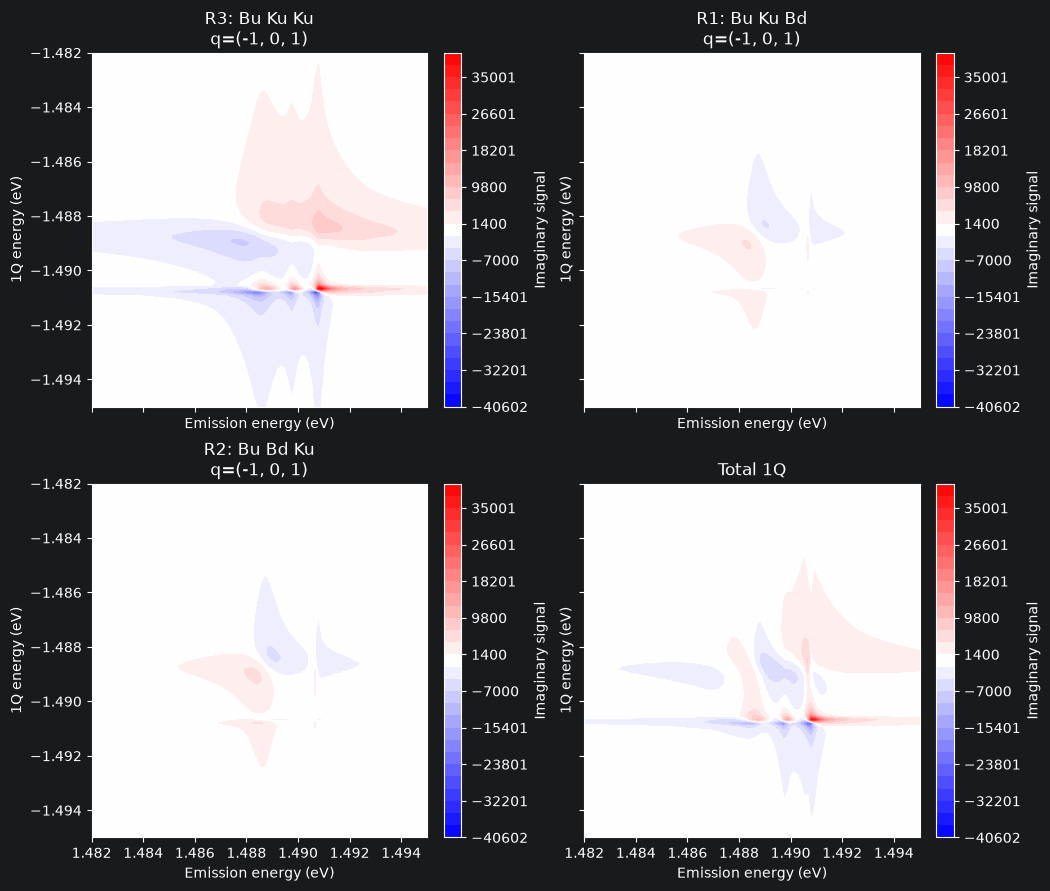 R3: Bu Ku Ku
q=(-1, 0, 1)
−1.482
−1.484
−1.486
−1.488
−1.490
−1.492
−1.494
1Q energy (eV)
Emission energy (eV)
35001
26601
18201
9800
1400
−7000
−15401
−23801
−32201
−40602
Imaginary signal
R1: Bu Ku Bd
q=(-1, 0, 1)
1Q energy (eV)
Emission energy (eV)
35001
26601
18201
9800
1400
−7000
−15401
−23801
−32201
−40602
Imaginary signal
R2: Bu Bd Ku
q=(-1, 0, 1)
−1.482
−1.484
−1.486
−1.488
−1.490
−1.492
−1.494
1Q energy (eV)
1.482 1.484 1.486 1.488 1.490 1.492 1.494
Emission energy (eV)
35001
26601
18201
9800
1400
−7000
−15401
−23801
−32201
−40602
Imaginary signal
Total 1Q
1Q energy (eV)
1.482 1.484 1.486 1.488 1.490 1.492 1.494
Emission energy (eV)
35001
26601
18201
9800
1400
−7000
−15401
−23801
−32201
−40602
Imaginary signal